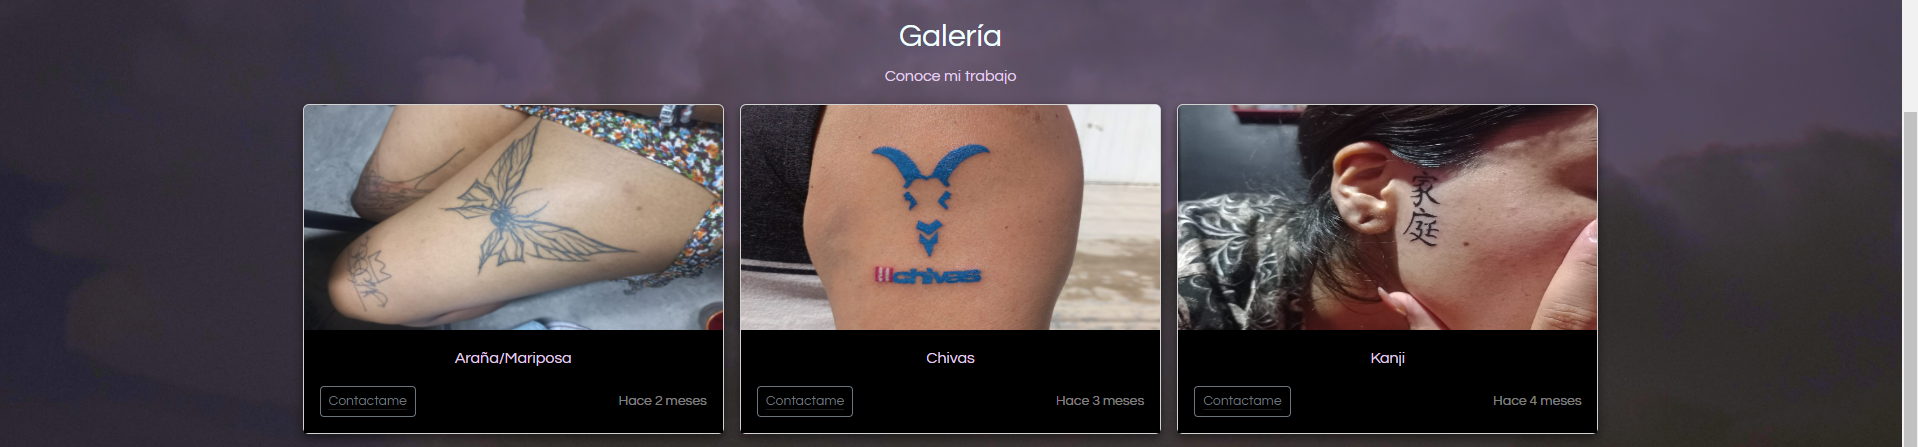 Galería
Conoce mi trabajo
chivas
家
庭
Araña/Mariposa
Chivas
Kanji
Contactame
Hace 2 meses
Contactame
Hace 3 meses
Contactame
Hace 4 meses